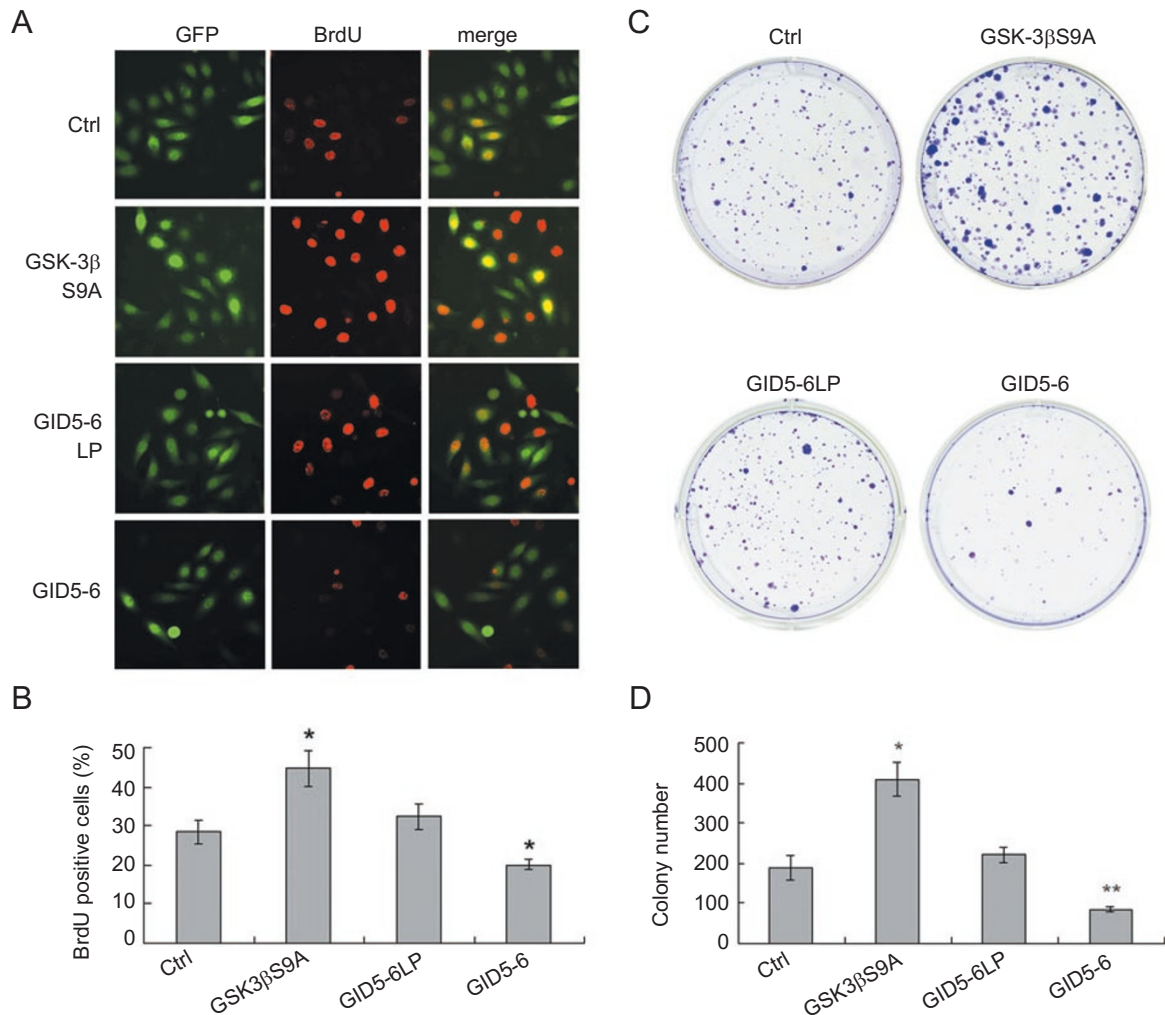 A
GFP BrdU merge
Ctrl
GSK-3β
S9A
GID5-6
LP
GID5-6
B
BrdU positive cells (%)
50
40
30
20
10
0
*
*
Ctrl
GSK3βS9A
GID5-6LP
GID5-6
C
Ctrl GSK-3βS9A
GID5-6LP GID5-6
D
Colony number
500
400
300
200
100
0
*
**
Ctrl
GSK3βS9A
GID5-6LP
GID5-6